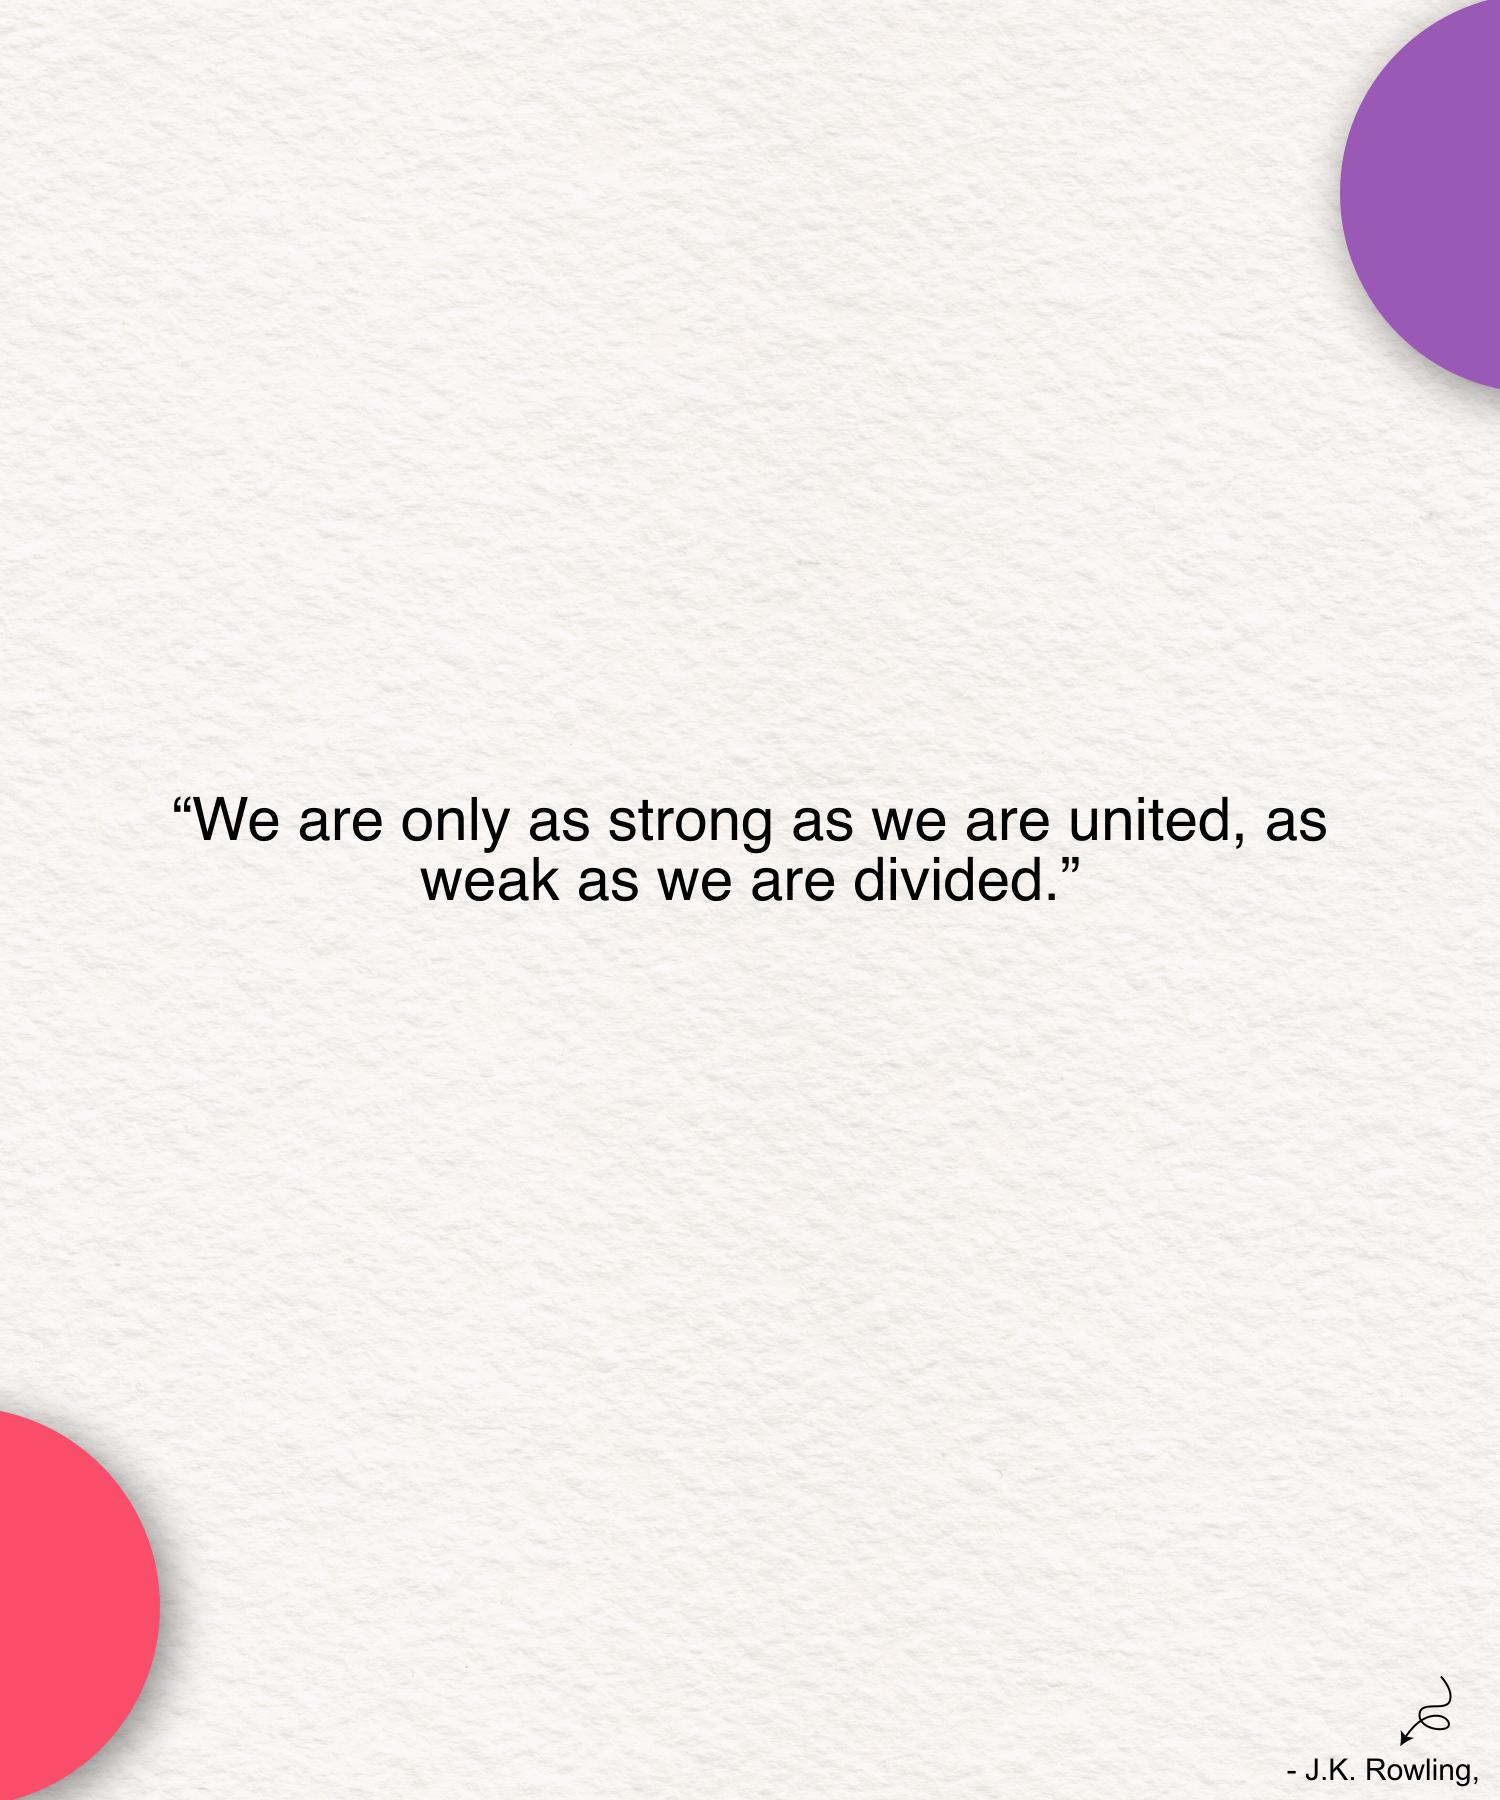 “We are only as strong as we are united, as
weak as we are divided.”
- J.K. Rowling,